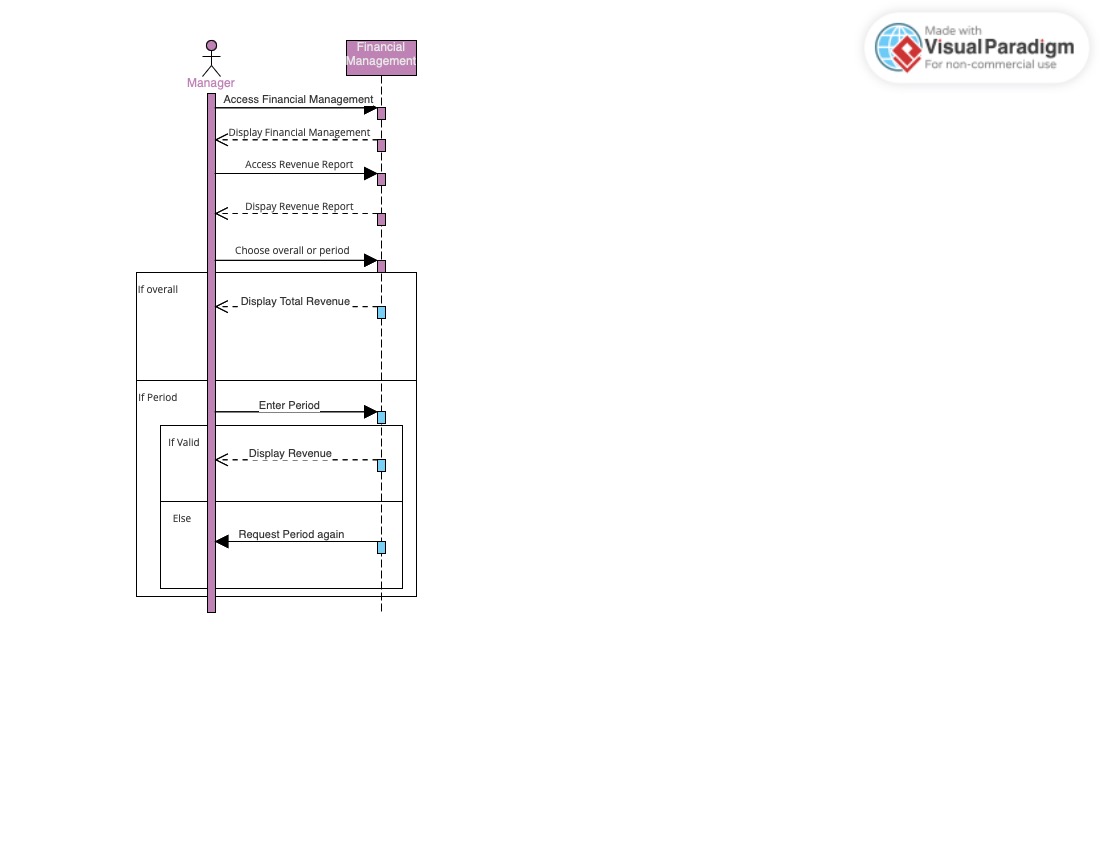 Made with
Visual Paradigm
For non-commercial use
Financial
Management
Manager
Access Financial Management
Display Financial Management
Access Revenue Report
Dispay Revenue Report
Choose overall or period
If overall
Display Total Revenue
If Period
Enter Period
If Valid
Display Revenue
Else
Request Period again